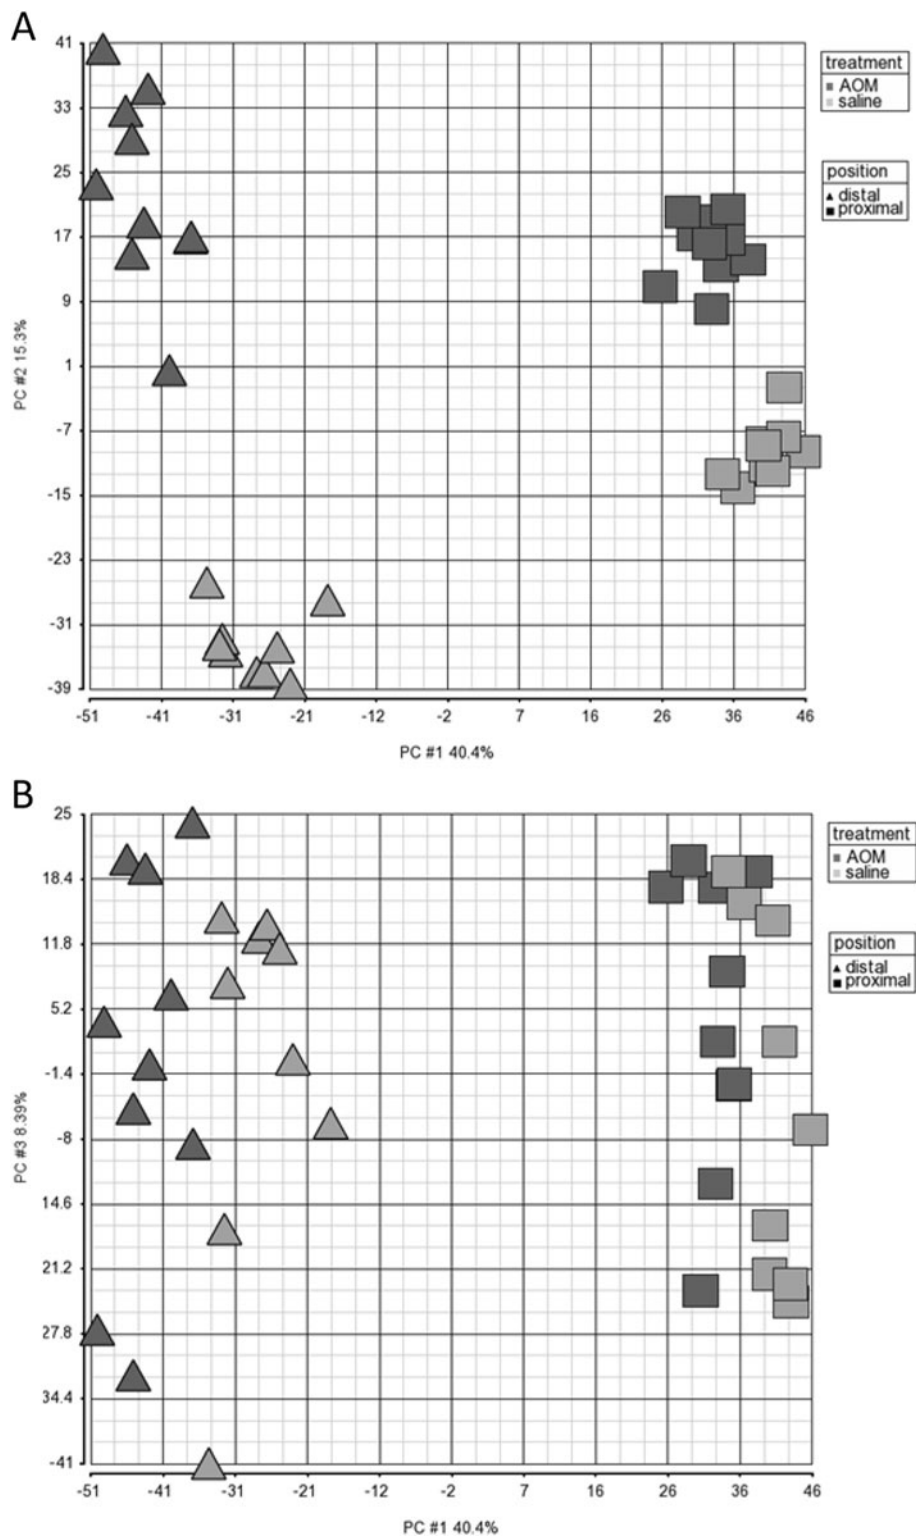 A
41
33
25
17
9
1
-7
-15
-23
-31
-39
PC #2 15.3%
-51 -41 -31 -21 -12 -2 7 16 26 36 46
PC #1 40.4%
treatment
AOM
saline
position
distal
proximal
B
25
18.4
11.8
5.2
-1.4
-8
14.6
21.2
27.8
34.4
-41
PC #3 8.39%
-51 -41 -31 -21 -12 -2 7 16 26 36 46
PC #1 40.4%
treatment
AOM
saline
position
distal
proximal